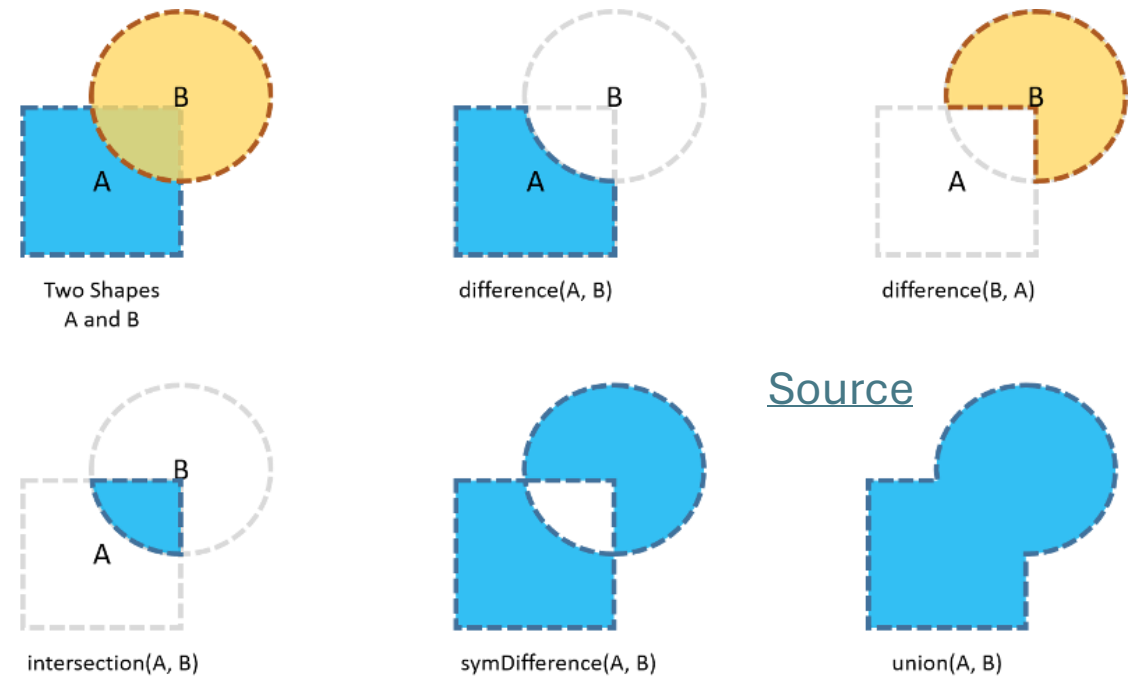 B
A
Two Shapes
A and B
B
A
difference(A, B)
B
A
difference(B, A)
B
A
intersection(A, B)
symDifference(A, B)
Source
union(A, B)